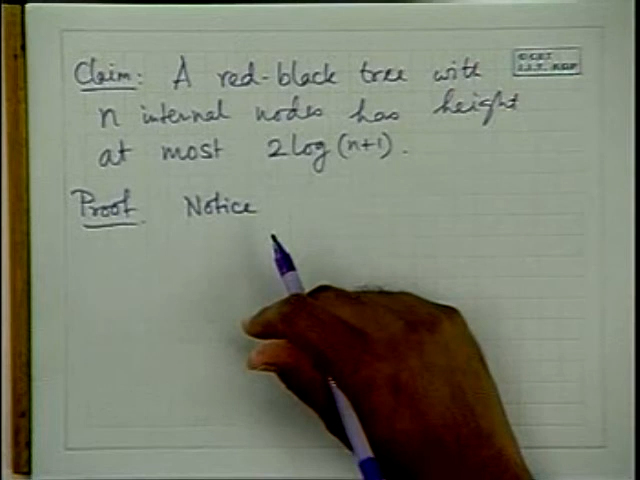 Claim: A red-black tree with
n internal nodes has height
at most 2log(n+1).
Proof. Notice